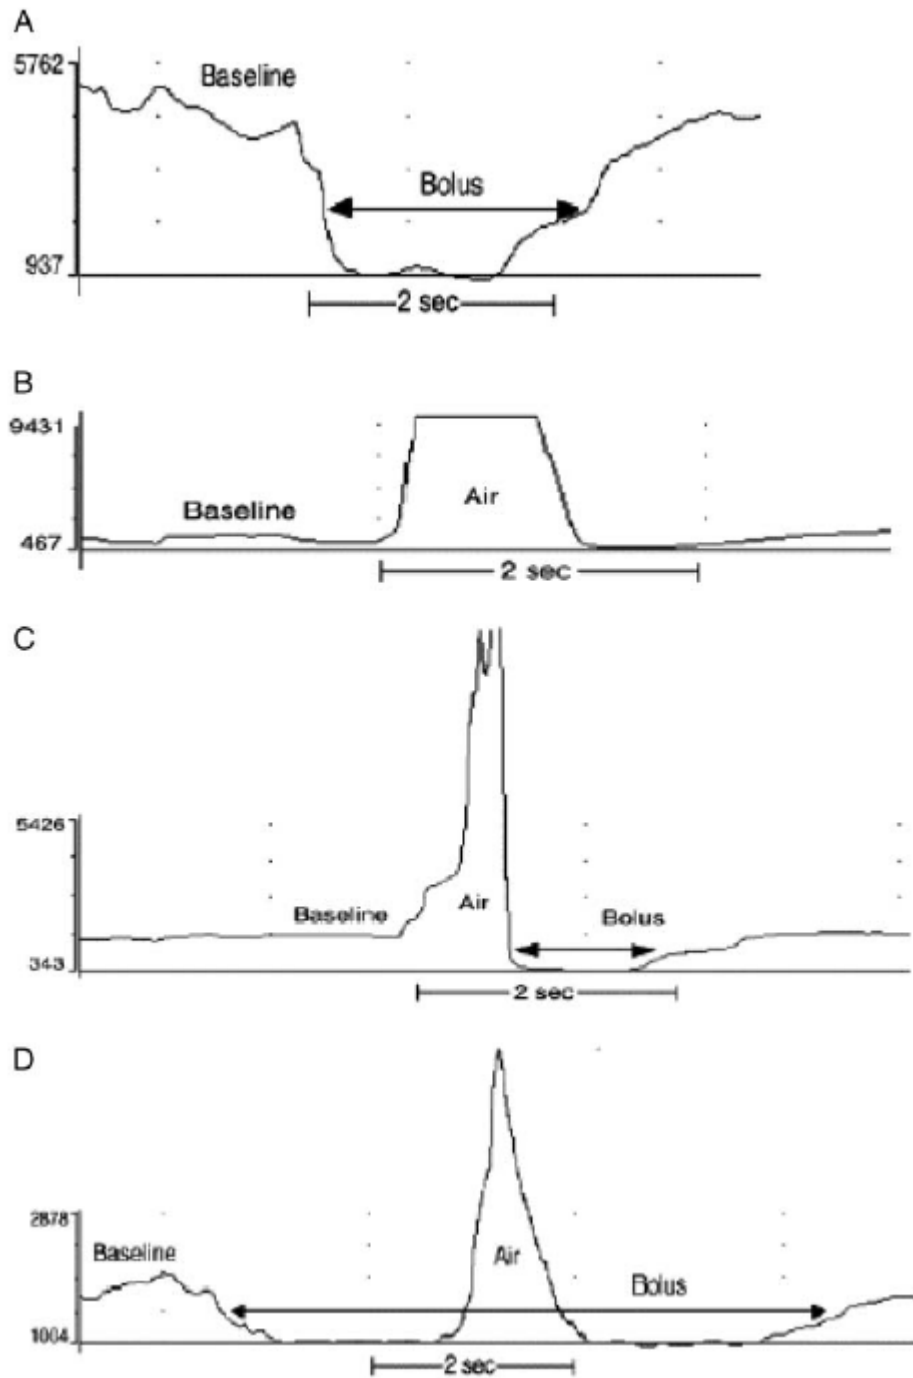 A
5762
Baseline
Bolus
937
2 sec
B
9431
Baseline
Air
467
2 sec
C
5426
Baseline
Air
Bolus
343
2 sec
D
2878
Baseline
Air
Bolus
1004
2 sec